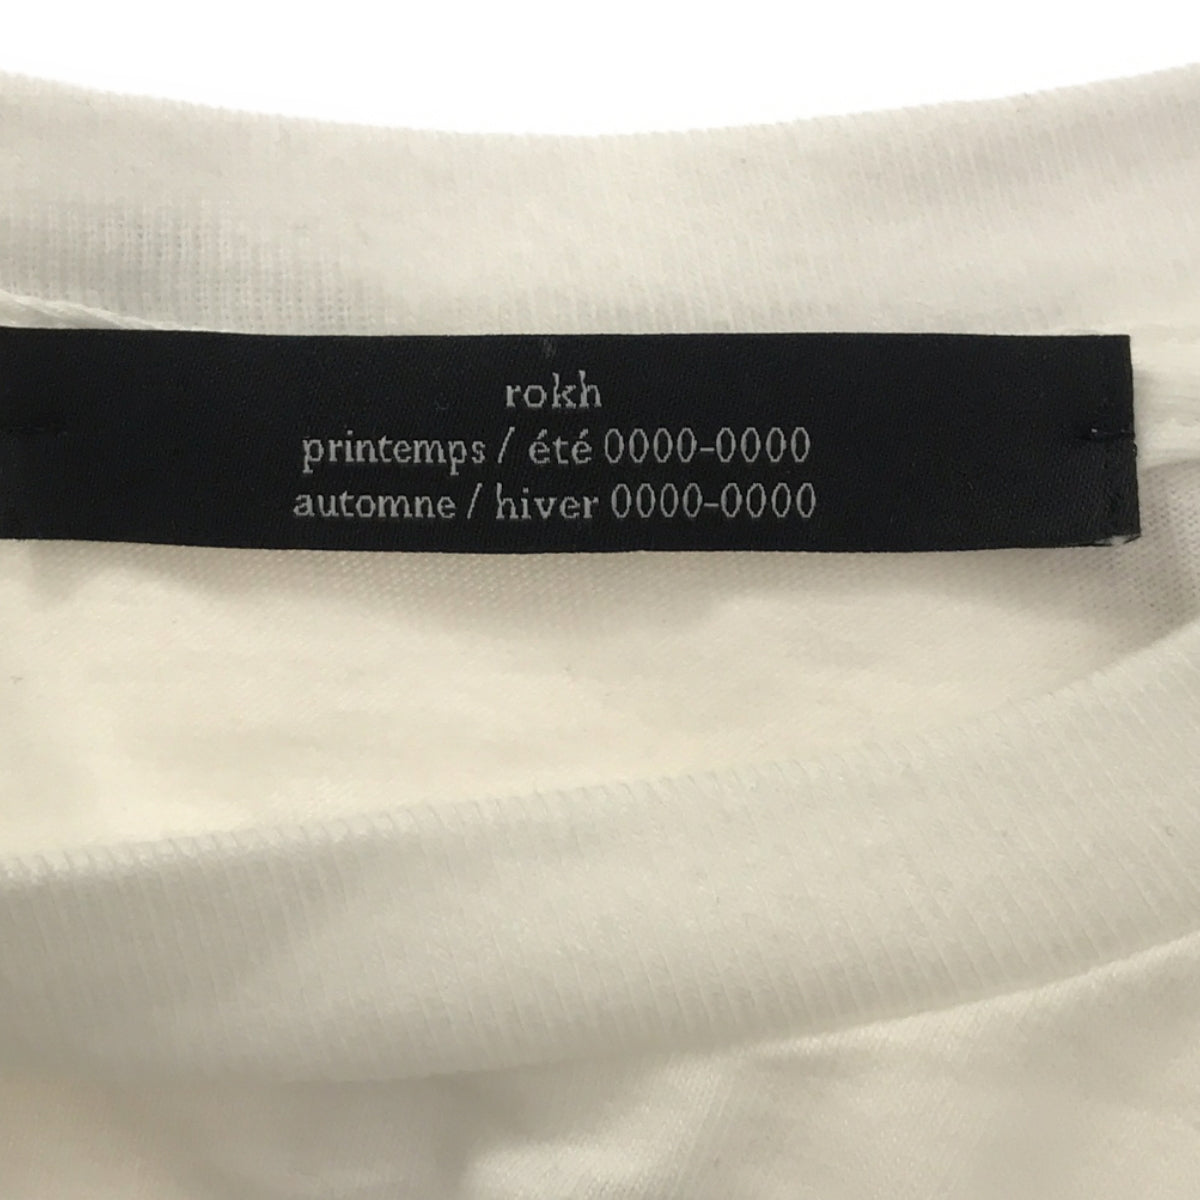 rokh
printemps / été 0000-0000
automne / hiver 0000-0000